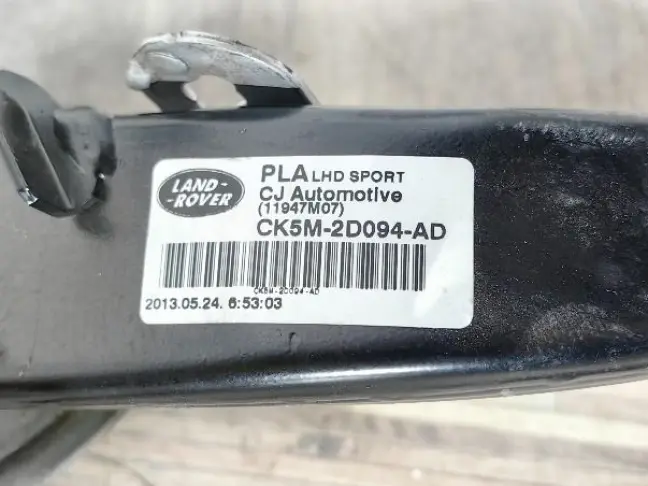 LAND-
-ROVER
PLA LHD SPORT
CJ Automotive
(11947M07)
CK5M-2D094-AD
CK5M-2D094-AD
2013.05.24. 6:53:03